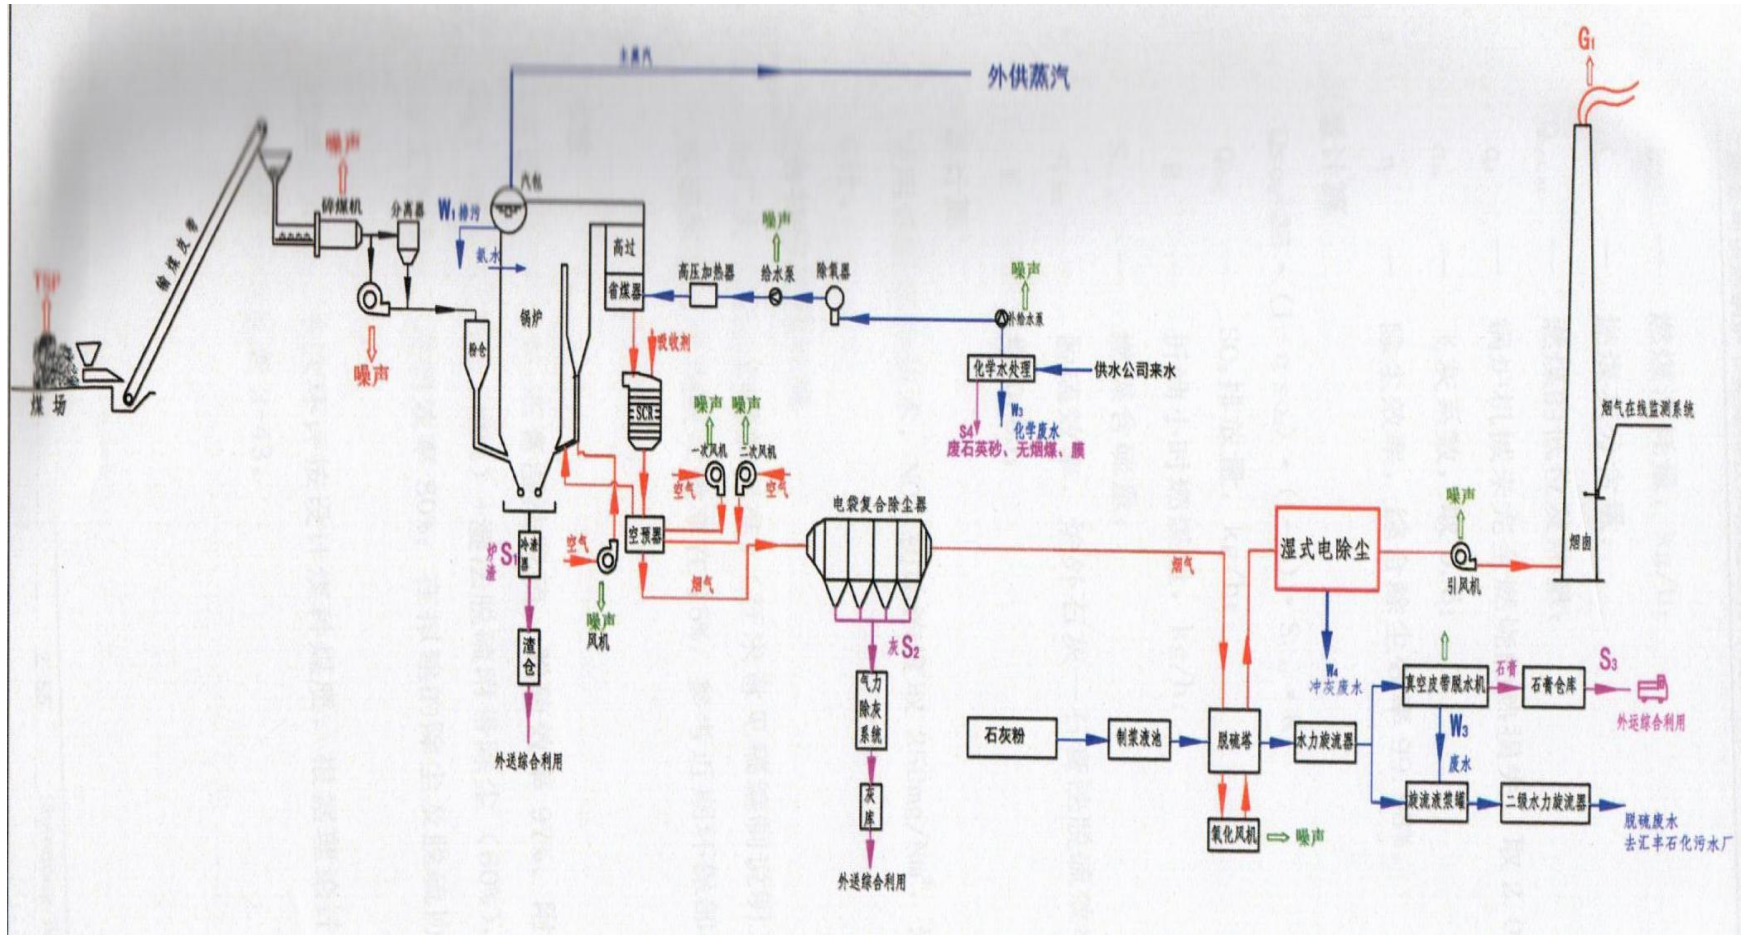 主蒸汽
外供蒸汽
G1
噪声
汽包
碎煤机
分离器
W1排污
氨水
输煤皮带
TSP
煤场
噪声
粉仓
锅炉
高过
省煤器
高压加热器
噪声
给水泵
除氧器
噪声
补给水泵
化学水处理
供水公司来水
W3
化学废水
S4
废石英砂、无烟煤、膜
吸收剂
SCR
噪声
噪声
一次风机
二次风机
空气
空气
空预器
空气
噪声
风机
烟气
炉渣
S1
冷渣器
渣仓
外送综合利用
电袋复合除尘器
灰S2
气力除灰系统
灰库
外送综合利用
烟气
湿式电除尘
W4
冲灰废水
噪声
引风机
烟囱
烟气在线监测系统
石灰粉
制浆液池
脱硫塔
水力旋流器
氧化风机
噪声
真空皮带脱水机
石膏
石膏仓库
S3
外运综合利用
W3
废水
旋流液浆罐
二级水力旋流器
脱硫废水
去汇丰石化污水厂